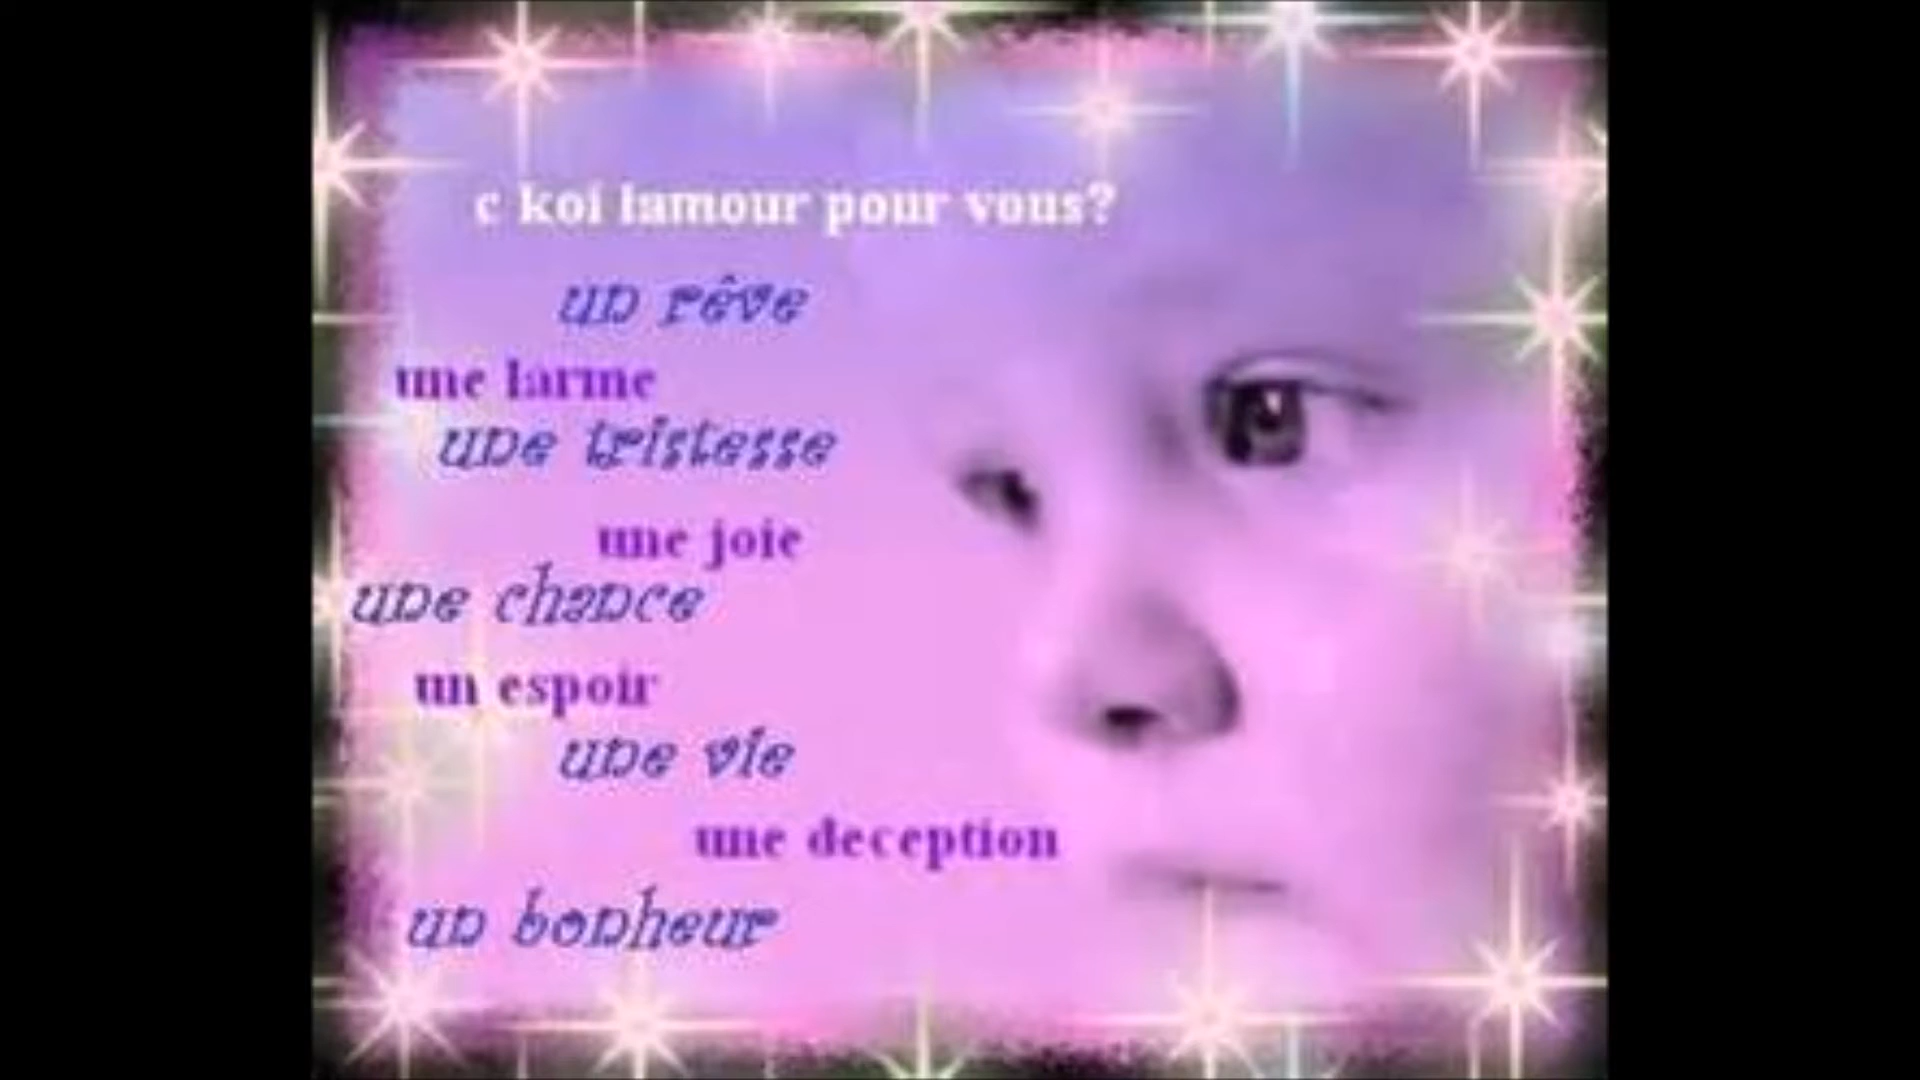 c koi lamour pour vous?
un rêve
une larme
une tristesse
une joie
une chance
un espoir
une vie
une deception
un bonheur